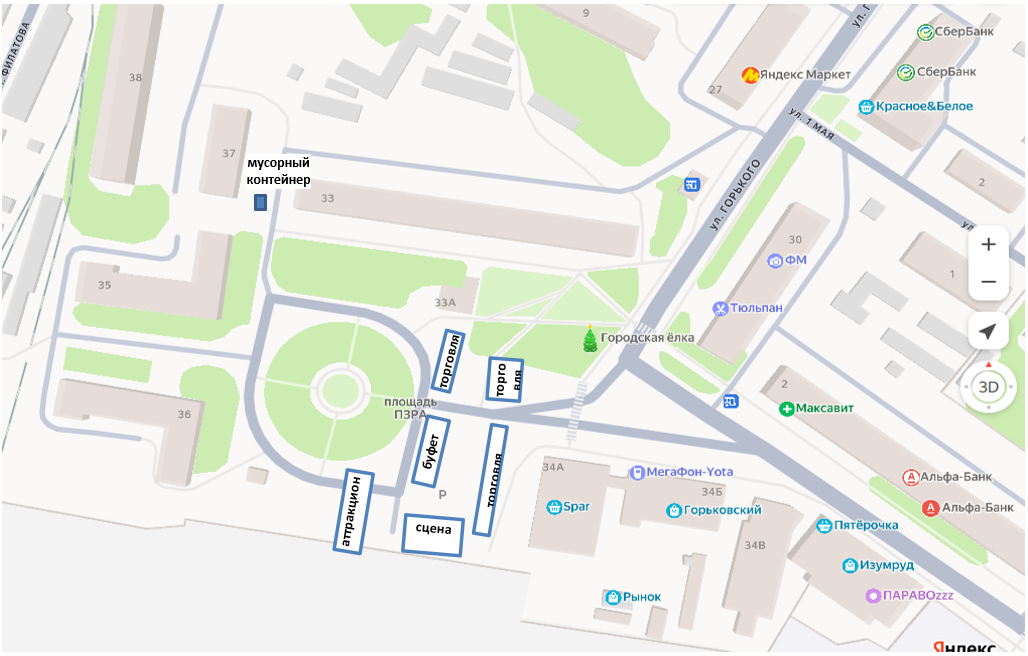 9
ул. Г
СберБанк
. ФИЛАТОВА
38
27
Яндекс Маркет
СберБанк
Красное&Белое
ул. 1 МАЯ
37
мусорный
контейнер
33
ул. ГОРЬКОГО
2
ул.
30
ФМ
+
−
1
35
33А
Тюльпан
Городская ёлка
торговля
торго
вля
3D
2
площадь
ПЗРА
Максавит
36
буфет
торговля
34А
МегаФон-Yota
Альфа-Банк
аттракцион
P
34Б
Spar
Горьковский
Альфа-Банк
сцена
Пятёрочка
34В
Изумруд
Рынок
ПАРАВОzzz
Яндекс